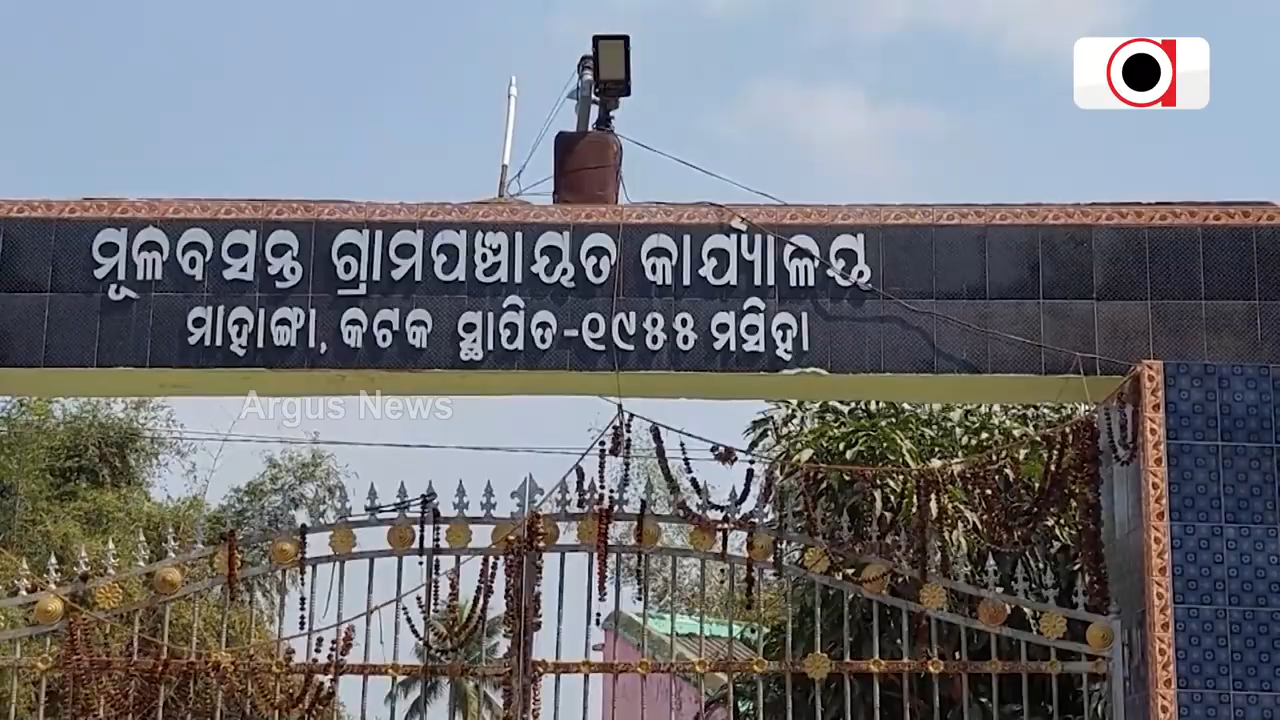 ମୂଳବସନ୍ତ ଗ୍ରାମପଞ୍ଚାୟତ କାର୍ଯ୍ୟାଳୟ
ମାହାଙ୍ଗା, କଟକ ସ୍ଥାପିତ-୧୯୫୫ ମସିହା
Argus News